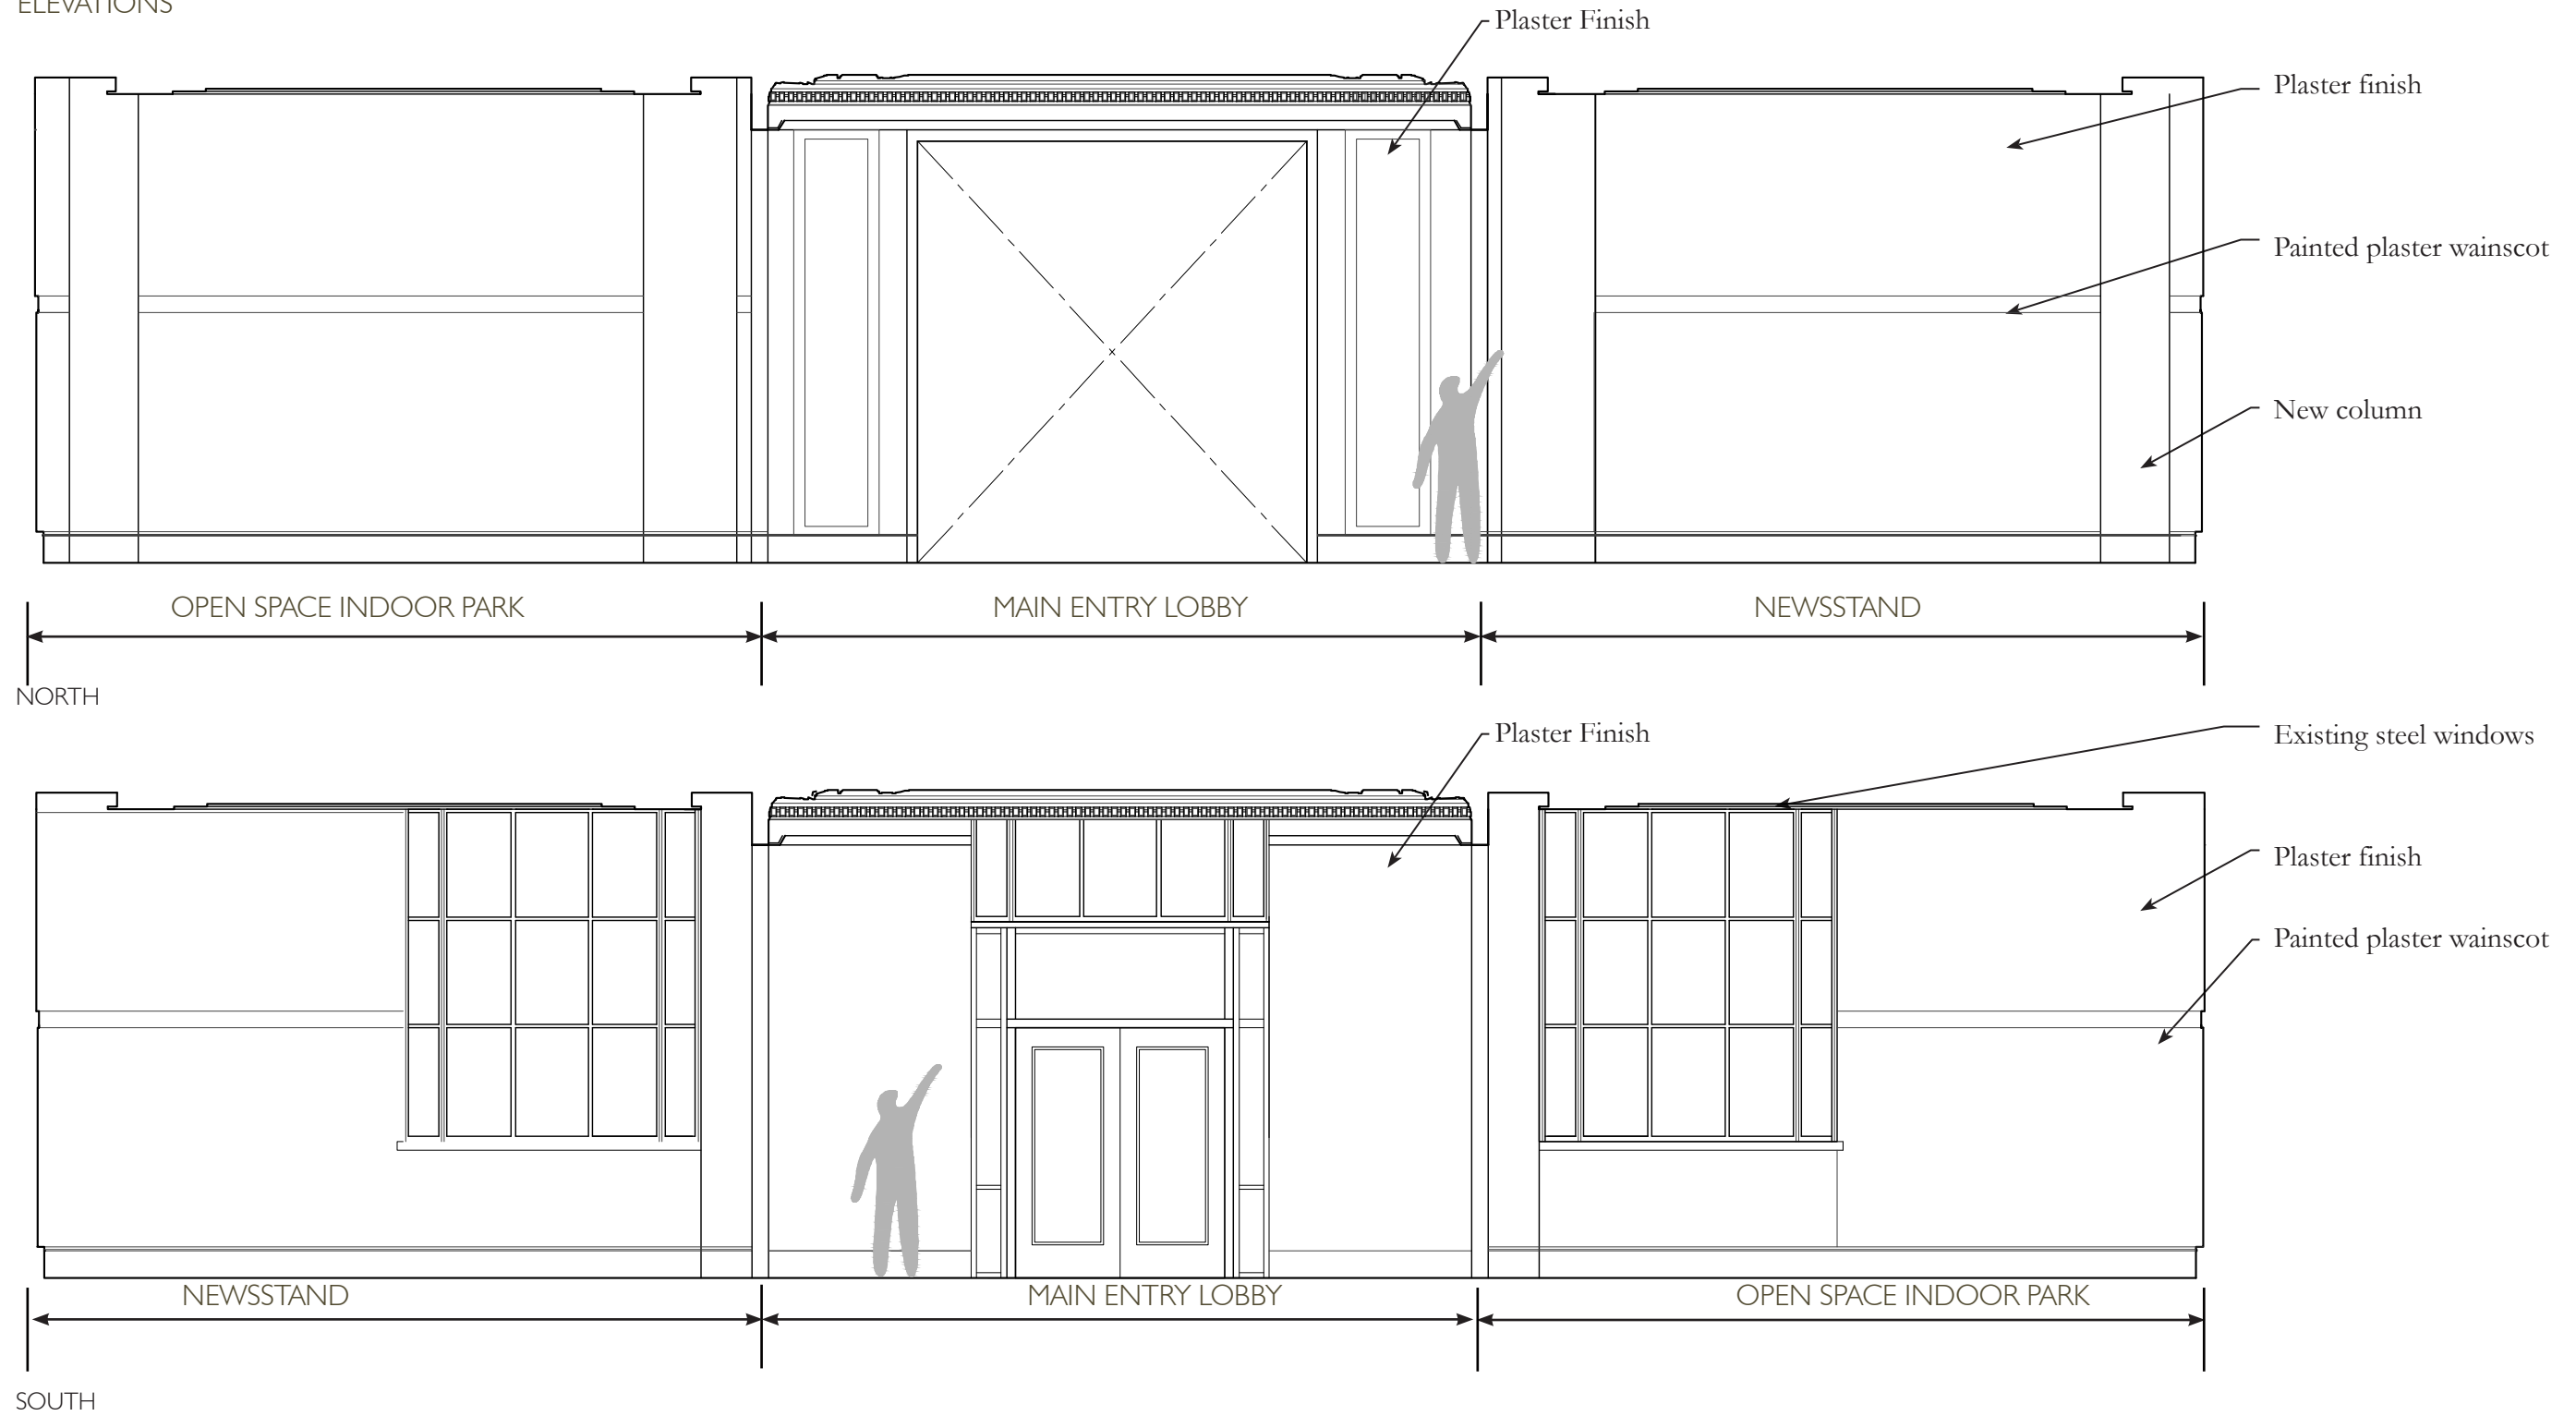 ELEVATIONS
Plaster Finish
Plaster finish
Painted plaster wainscot
New column
OPEN SPACE INDOOR PARK
MAIN ENTRY LOBBY
NEWSSTAND
NORTH
Plaster Finish
Existing steel windows
Plaster finish
Painted plaster wainscot
NEWSSTAND
MAIN ENTRY LOBBY
OPEN SPACE INDOOR PARK
SOUTH